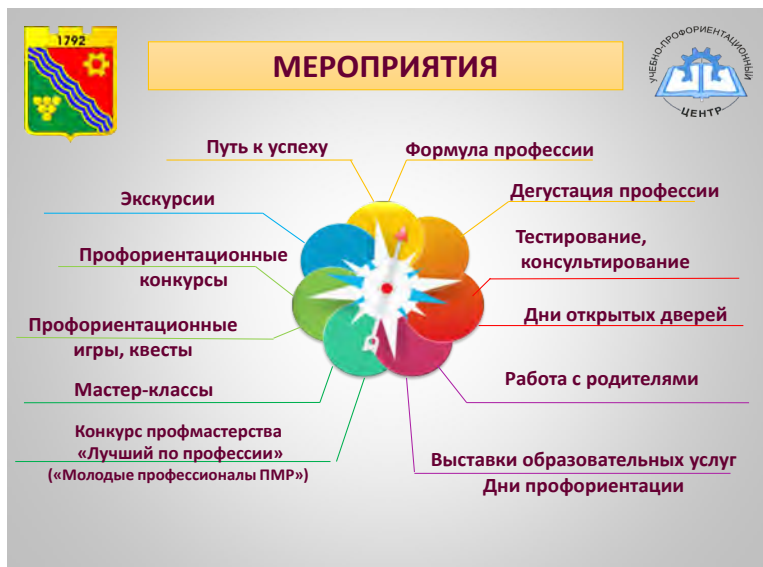 1792
МЕРОПРИЯТИЯ
УЧЕБНО-ПРОФОРИЕНТАЦИОННЫЙ
ЦЕНТР
Путь к успеху
Формула профессии
Экскурсии
Дегустация профессии
Профориентационные
конкурсы
Тестирование,
консультирование
Профориентационные
игры, квесты
Дни открытых дверей
Мастер-классы
Работа с родителями
Конкурс профмастерства
«Лучший по профессии»
(«Молодые профессионалы ПМР»)
Выставки образовательных услуг
Дни профориентации